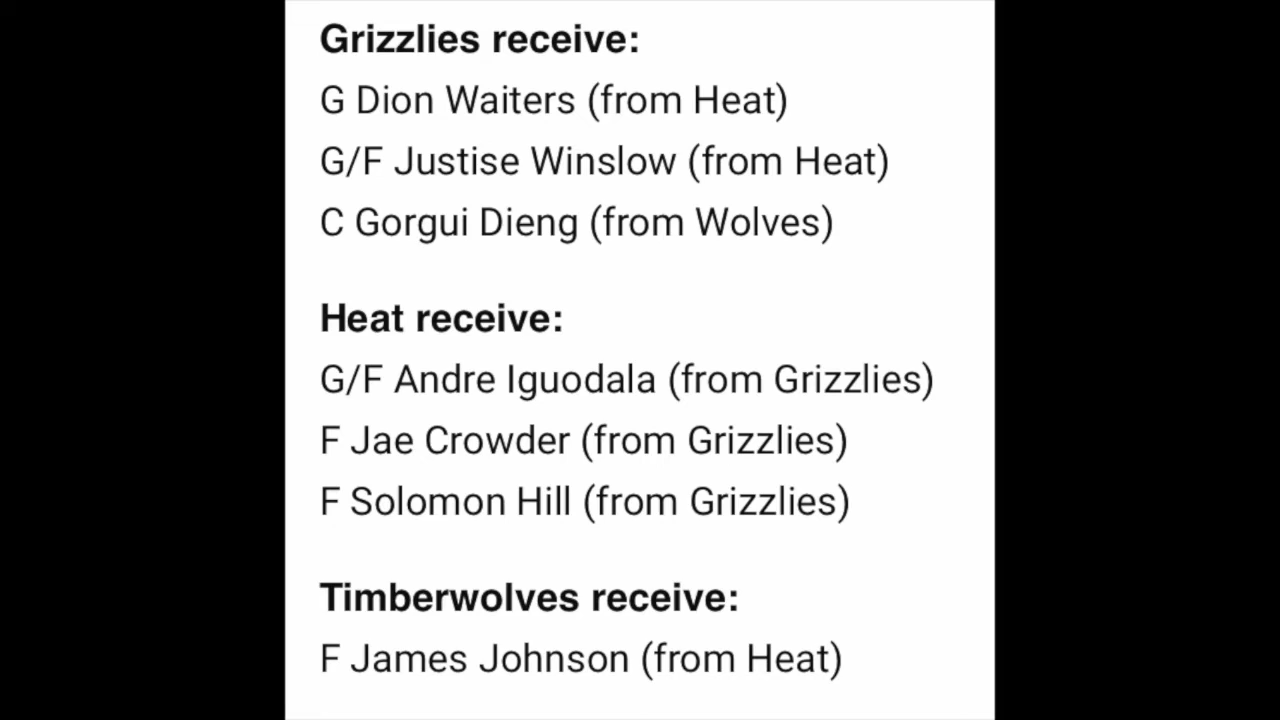 Grizzlies receive:
G Dion Waiters (from Heat)
G/F Justise Winslow (from Heat)
C Gorgui Dieng (from Wolves)
Heat receive:
G/F Andre Iguodala (from Grizzlies)
F Jae Crowder (from Grizzlies)
F Solomon Hill (from Grizzlies)
Timberwolves receive:
F James Johnson (from Heat)